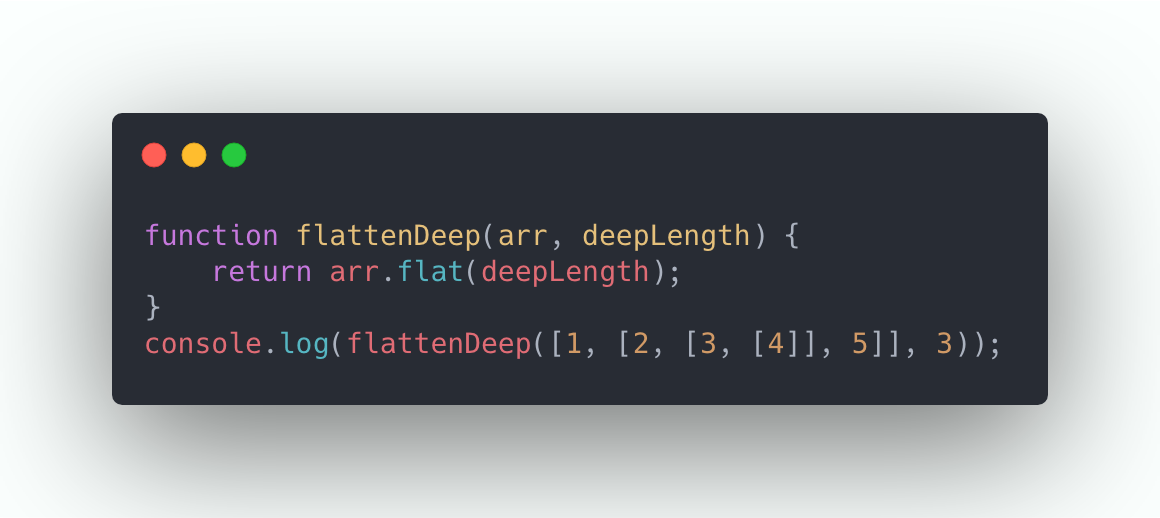 function flattenDeep(arr, deepLength) {
    return arr.flat(deepLength);
}
console.log(flattenDeep([1, [2, [3, [4]], 5]], 3));